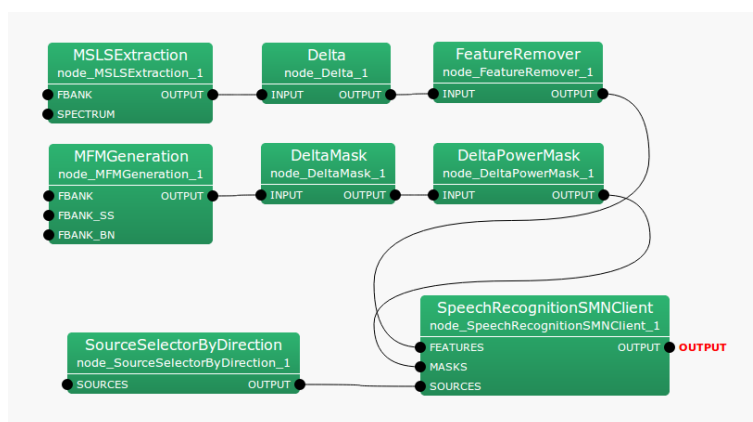 MSLSExtraction
node_MSLSExtraction_1
FBANK OUTPUT
SPECTRUM
Delta
node_Delta_1
INPUT OUTPUT
FeatureRemover
node_FeatureRemover_1
INPUT OUTPUT
MFMGeneration
node_MFMGeneration_1
FBANK OUTPUT
FBANK_SS
FBANK_BN
DeltaMask
node_DeltaMask_1
INPUT OUTPUT
DeltaPowerMask
node_DeltaPowerMask_1
INPUT OUTPUT
SourceSelectorByDirection
node_SourceSelectorByDirection_1
SOURCES OUTPUT
SpeechRecognitionSMNClient
node_SpeechRecognitionSMNClient_1
FEATURES OUTPUT OUTPUT
MASKS
SOURCES